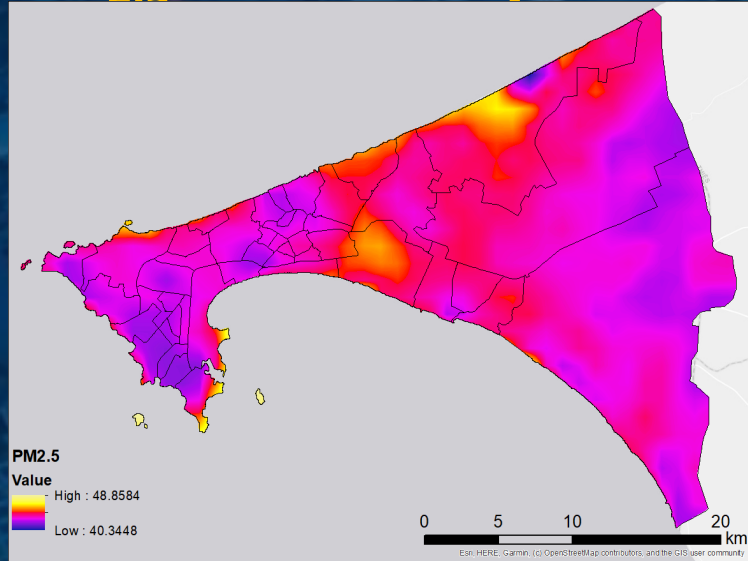 PM2.5
Value
High : 48.8584
Low : 40.3448
0 5 10 20
km
Esri, HERE, Garmin, (c) OpenStreetMap contributors, and the GIS user community